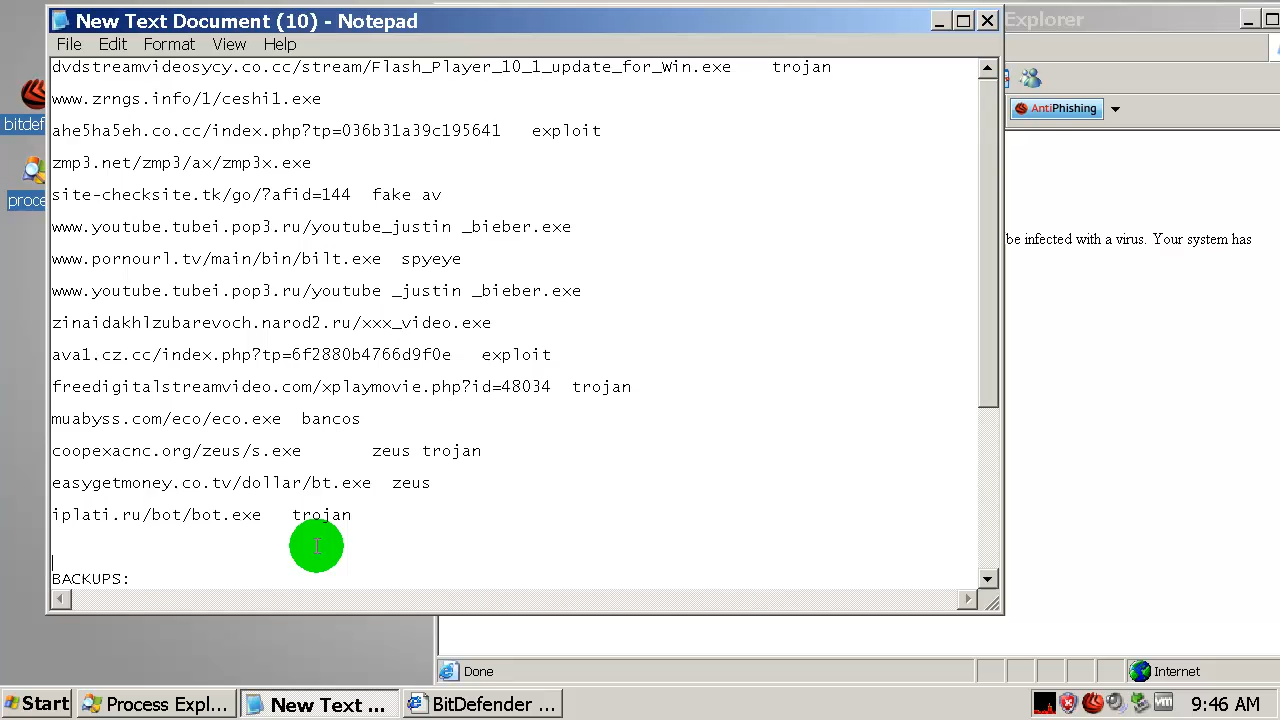 New Text Document (10) - Notepad
Explorer
File Edit Format View Help
dvdstreamvideosycy.co.cc/stream/Flash_Player_10_1_update_for_Win.exe trojan
www.zrngs.info/1/ceshi1.exe
AntiPhishing
bitdef
ahe5ha5eh.co.cc/index.php?tp=036b31a39c195641 exploit
zmp3.net/zmp3/ax/zmp3x.exe
proce
site-checksite.tk/go/?afid=144 fake av
www.youtube.tubei.pop3.ru/youtube_justin _bieber.exe
be infected with a virus. Your system has
www.pornourl.tv/main/bin/bilt.exe spyeye
www.youtube.tubei.pop3.ru/youtube _justin _bieber.exe
zinaidakhlzubarevoch.narod2.ru/xxx_video.exe
ava1.cz.cc/index.php?tp=6f2880b4766d9f0e exploit
freedigitalstreamvideo.com/xplaymovie.php?id=48034 trojan
muabyss.com/eco/eco.exe bancos
coopexacnc.org/zeus/s.exe zeus trojan
easygetmoney.co.tv/dollar/bt.exe zeus
iplati.ru/bot/bot.exe trojan
BACKUPS:
Done
Internet
Start
Process Expl...
New Text ...
BitDefender ...
9:46 AM